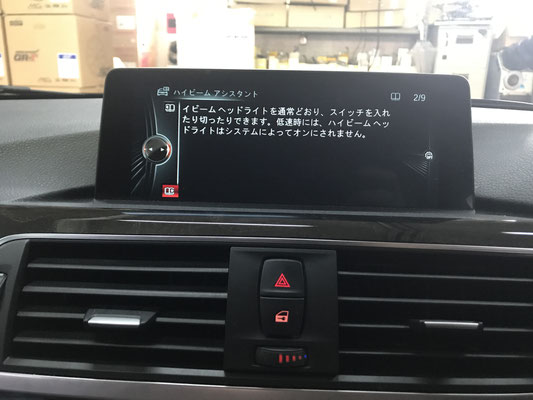 ハイビーム アシスタント
2/9
イビームヘッドライトを通常どおり、スイッチを入れ
たり切ったりできます。低速時には、ハイビームヘッ
ドライトはシステムによってオンにされません。